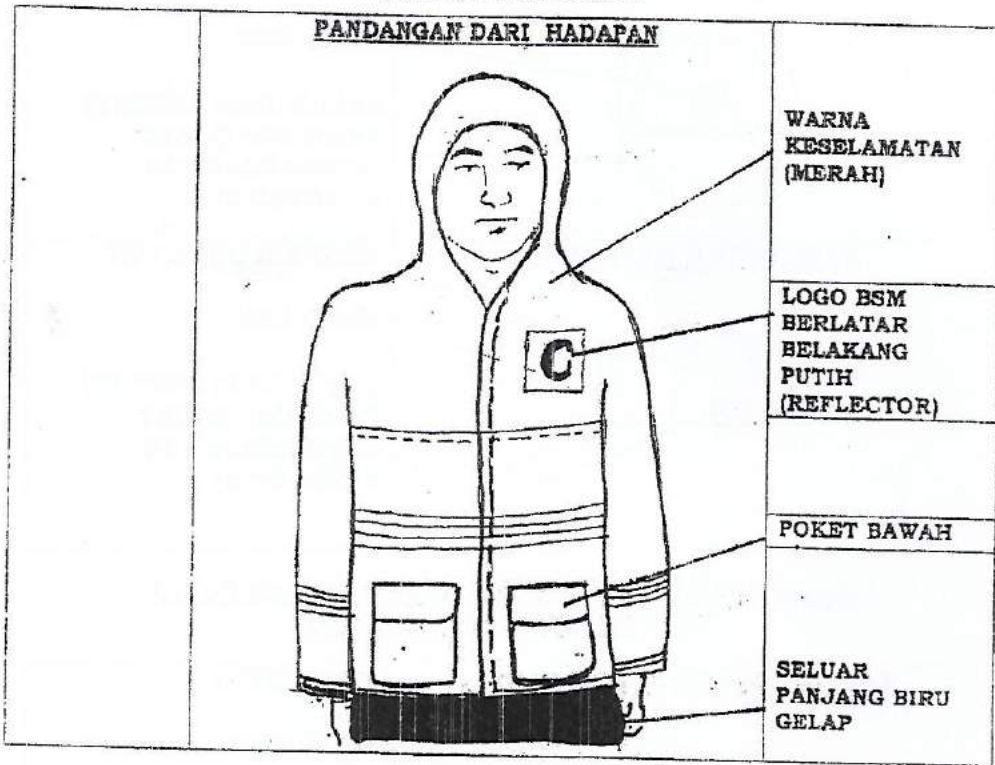 PANDANGAN DARI HADAPAN
WARNA
KESELAMATAN
(MERAH)
C
LOGO BSM
BERLATAR
BELAKANG
PUTIH
(REFLECTOR)
POKET BAWAH
SELUAR
PANJANG BIRU
GELAP